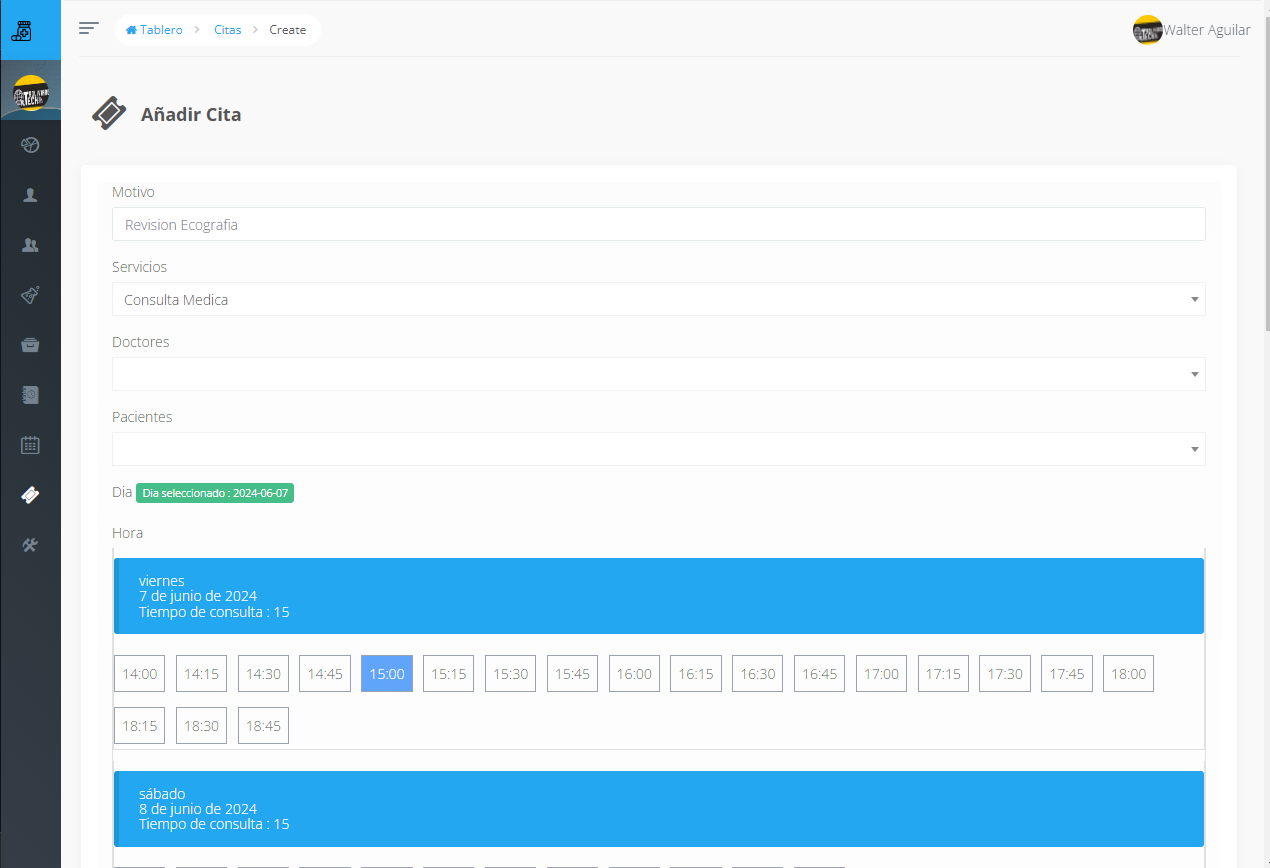 Tablero > Citas > Create
Walter Aguilar
Añadir Cita
Motivo
Revision Ecografia
Servicios
Consulta Medica
Doctores
Pacientes
Dia Dia seleccionado : 2024-06-07
Hora
viernes
7 de junio de 2024
Tiempo de consulta : 15
14:00 14:15 14:30 14:45 15:00 15:15 15:30 15:45 16:00 16:15 16:30 16:45 17:00 17:15 17:30 17:45 18:00
18:15 18:30 18:45
sábado
8 de junio de 2024
Tiempo de consulta : 15